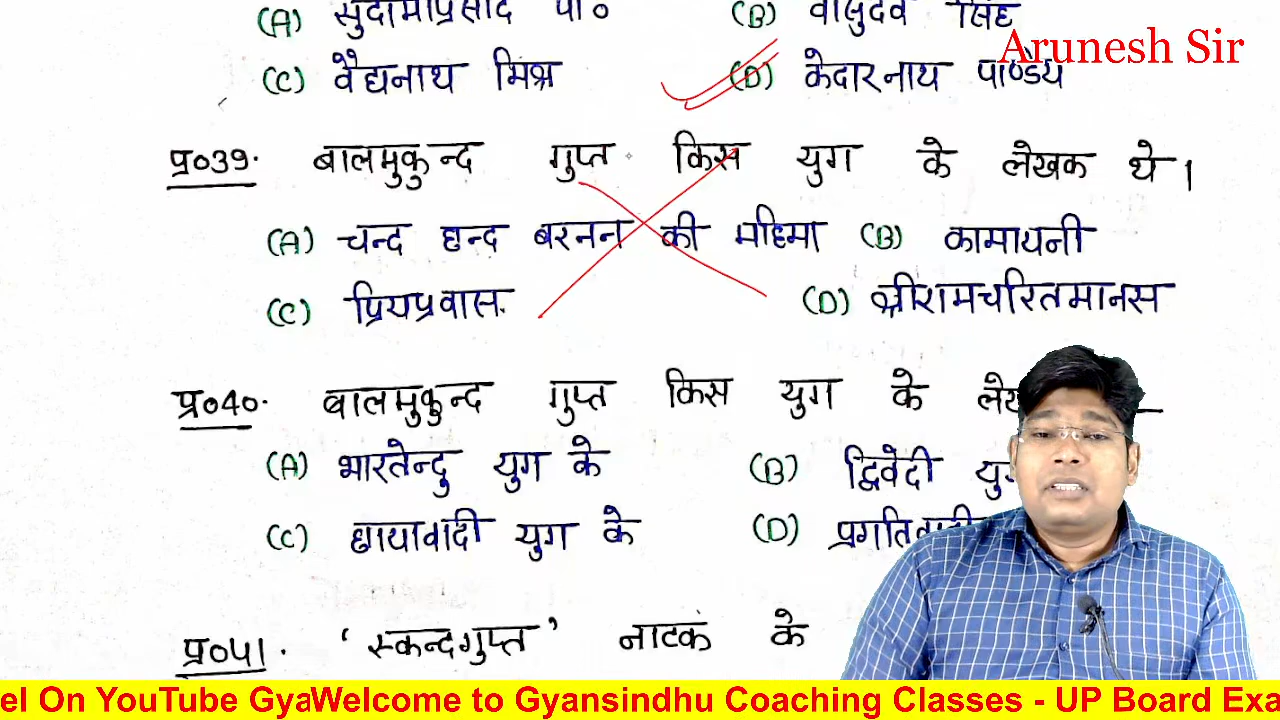 (A) सुदामाप्रसाद पा० (B) वासुदेव सिंह
Arunesh Sir
(C) वैद्यनाथ मिश्र (D) केदारनाथ पाण्डेय
प्र०39. बालमुकुन्द गुप्त किस युग के लेखक थे।
(A) चन्द छन्द बरनन की महिमा (B) कामायनी
(C) प्रियप्रवास (D) श्रीरामचरितमानस
प्र०40. बालमुकुन्द गुप्त किस युग के
(A) भारतेन्दु युग के (B) द्विवेदी
(C) छायावादी युग के (D)
प्र०41. 'स्कन्दगुप्त' नाटक के
el On YouTube GyaWelcome to Gyansindhu Coaching Classes - UP Board Exa